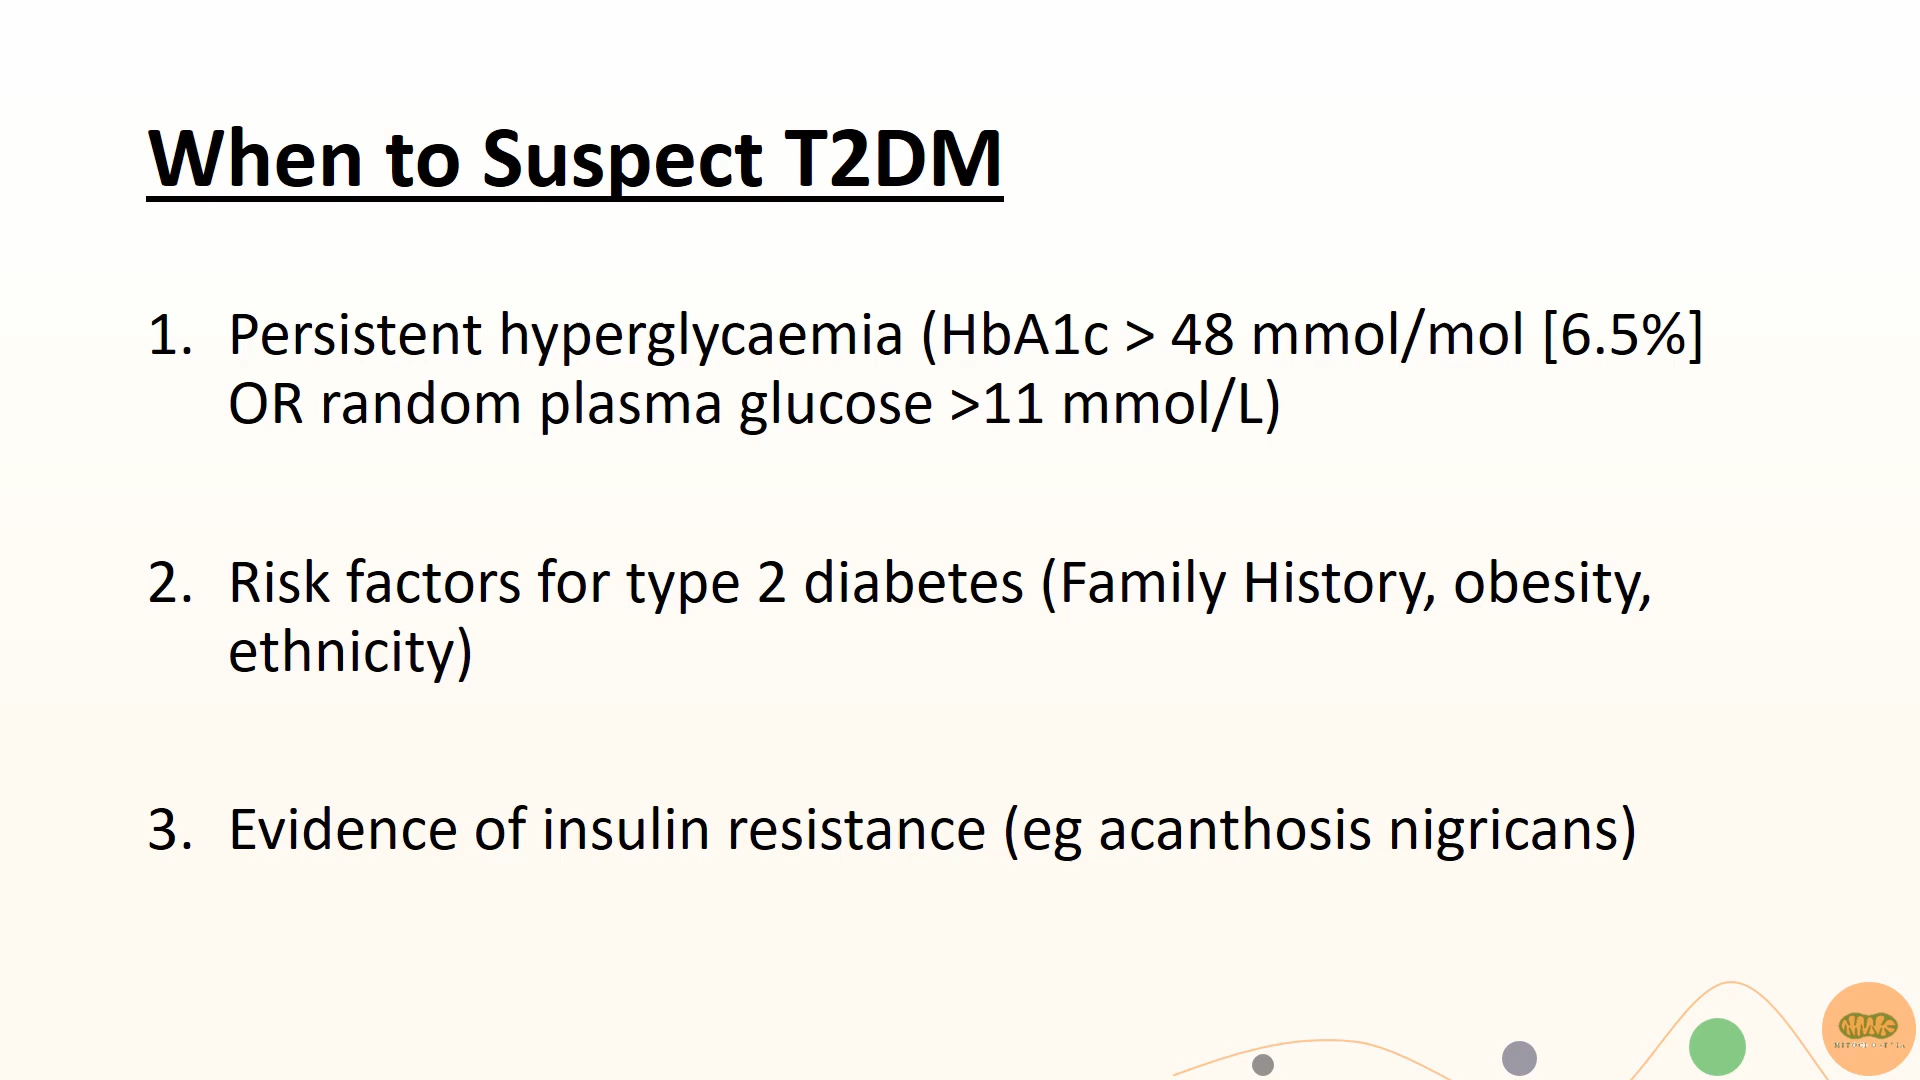 When to Suspect T2DM
1. Persistent hyperglycaemia (HbA1c > 48 mmol/mol [6.5%]
OR random plasma glucose >11 mmol/L)
2. Risk factors for type 2 diabetes (Family History, obesity,
ethnicity)
3. Evidence of insulin resistance (eg acanthosis nigricans)